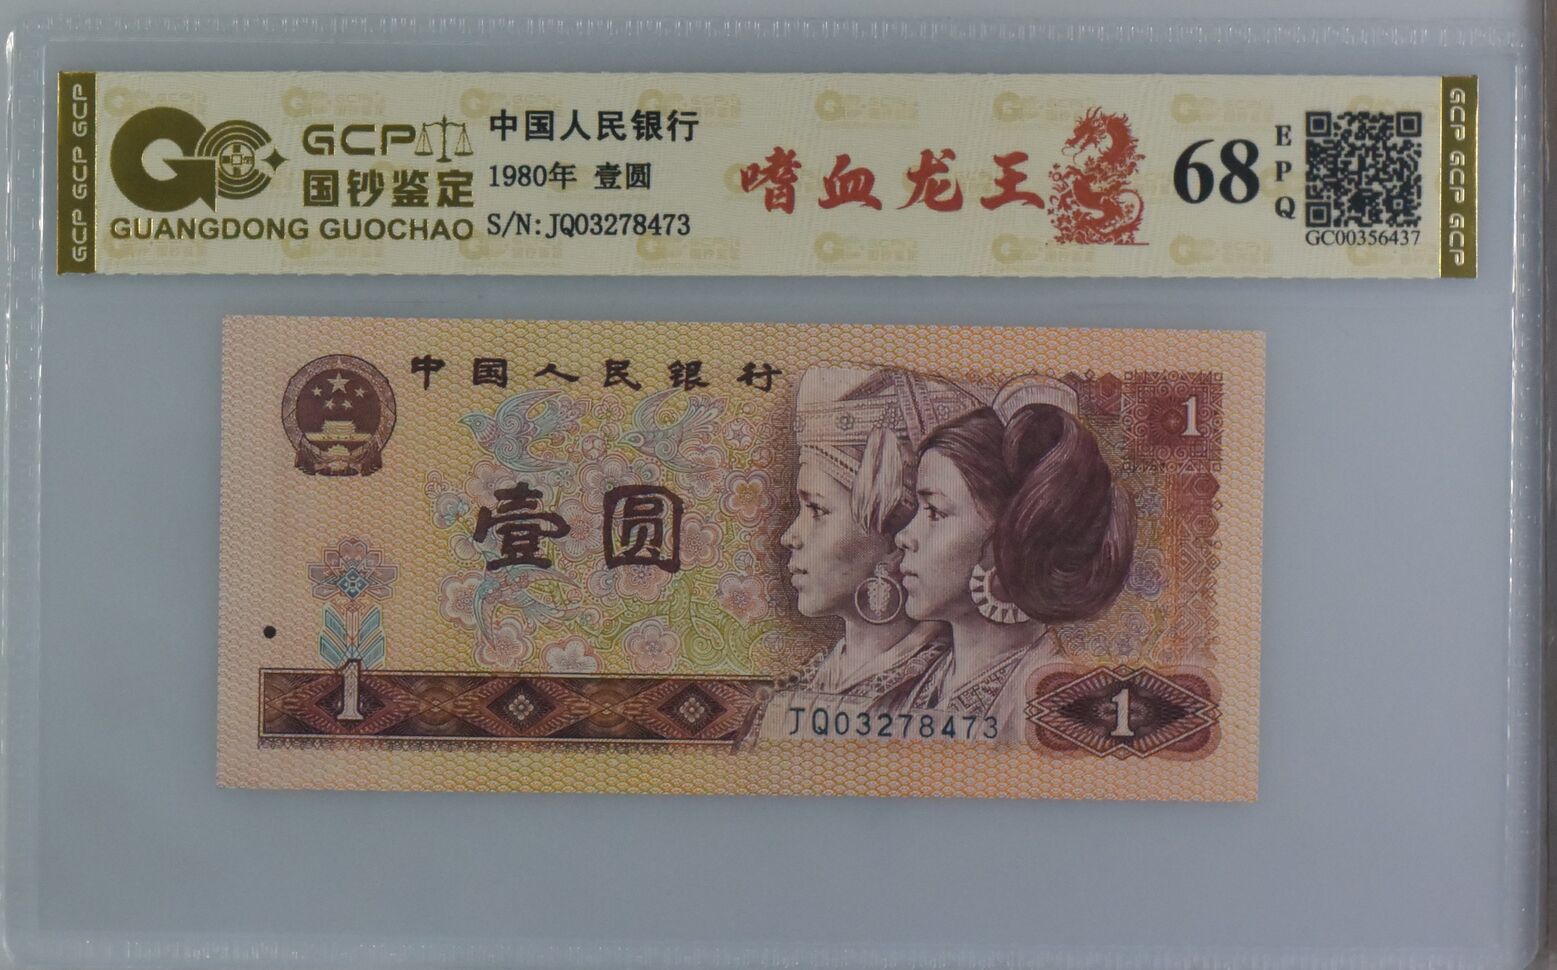 GCP GCP GCP
GCP
国钞鉴定
GUANGDONG GUOCHAO
中国人民银行
1980年 壹圆
S/N: JQ03278473
嗜血龙王
68
EPQ
GC00356437
GCP GCP GCP
中国人民银行
1
壹圆
1
JQ03278473
1